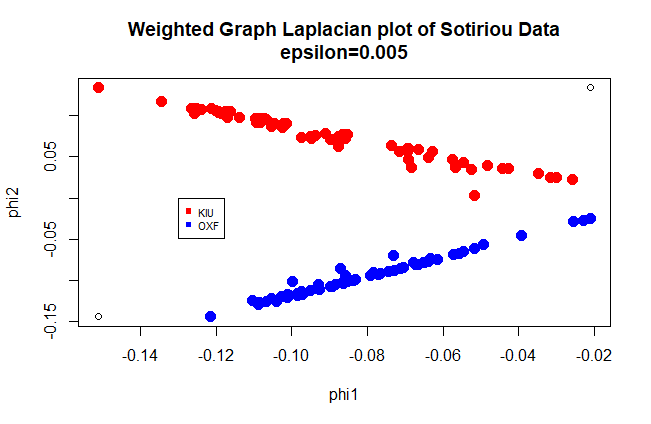 Weighted Graph Laplacian plot of Sotiriou Data
epsilon=0.005
phi2
0.05
-0.05
-0.15
KIU
OXF
-0.14 -0.12 -0.10 -0.08 -0.06 -0.04 -0.02
phi1